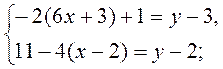 { −2(6x + 3) + 1 = y − 3,
11 − 4(x − 2) = y − 2;